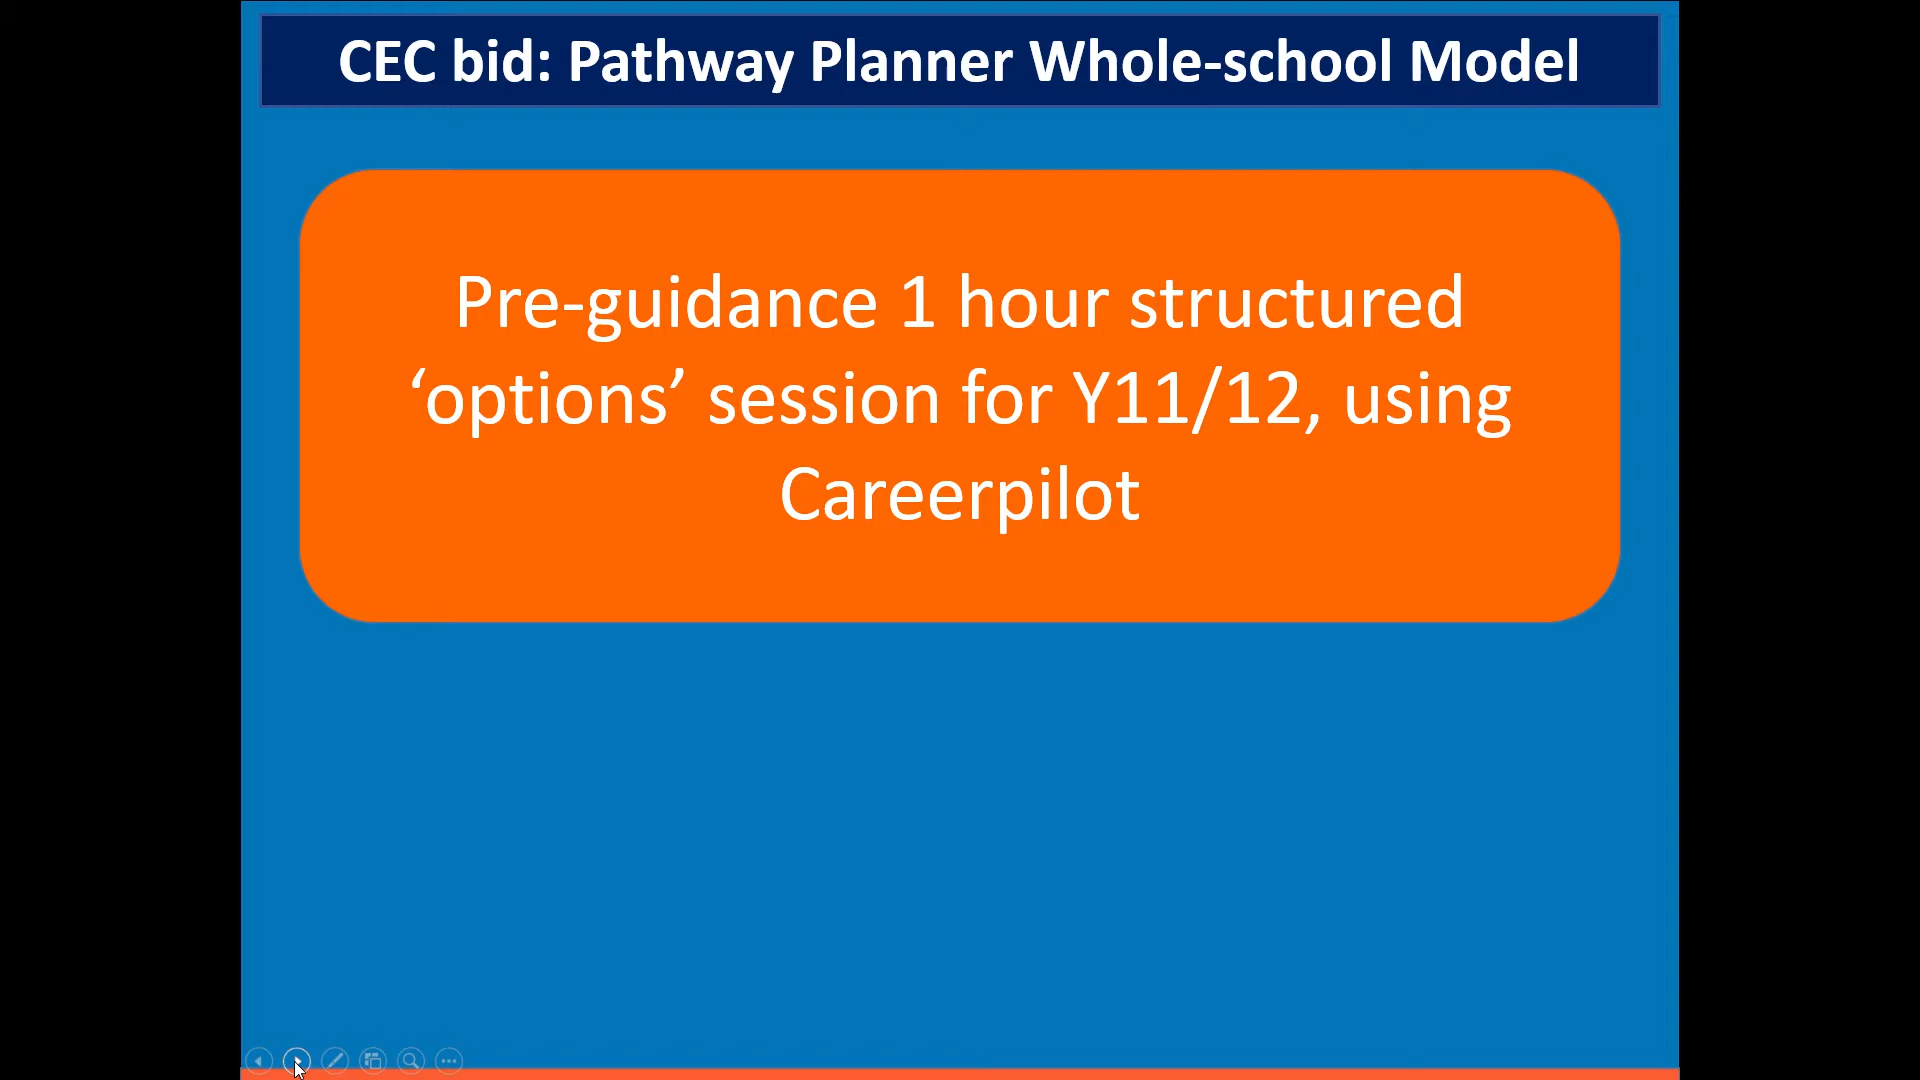 CEC bid: Pathway Planner Whole-school Model
Pre-guidance 1 hour structured
‘options’ session for Y11/12, using
Careerpilot